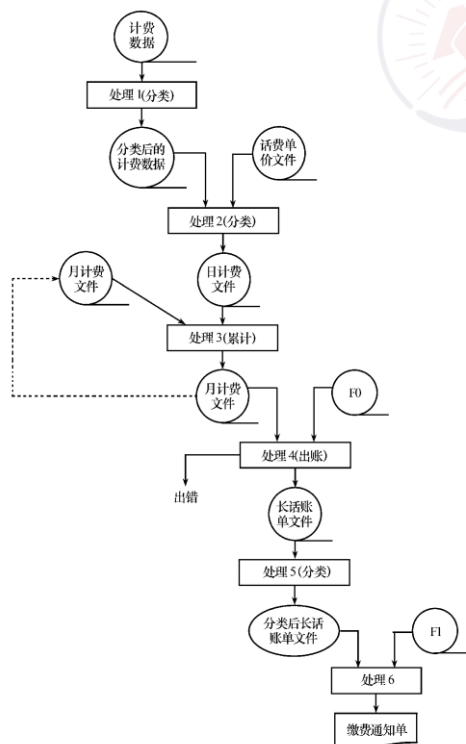 计费
数据
处理1(分类)
分类后的
计费数据
话费单
价文件
处理2(分类)
月计费
文件
日计费
文件
处理3(累计)
月计费
文件
F0
处理4(出账)
出错
长话账
单文件
处理5(分类)
分类后长话
账单文件
F1
处理6
缴费通知单